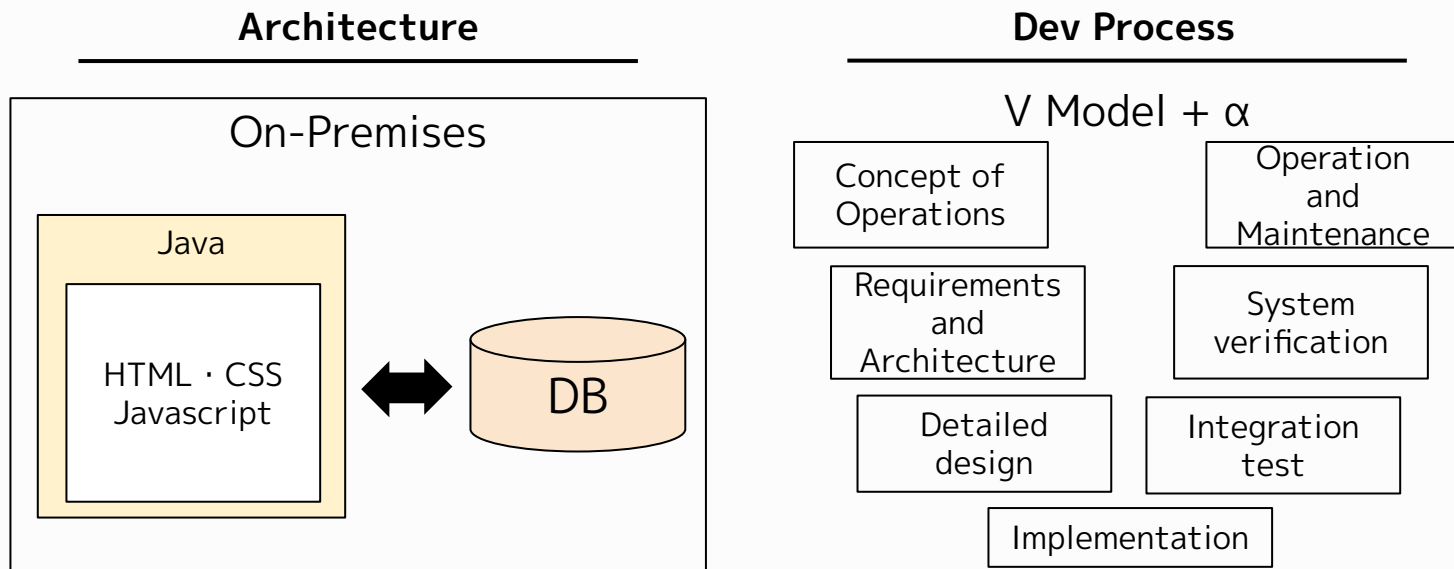 Architecture
On-Premises
Java
HTML · CSS
Javascript
DB
Dev Process
V Model + α
Concept of
Operations
Operation
and
Maintenance
Requirements
and
Architecture
System
verification
Detailed
design
Integration
test
Implementation